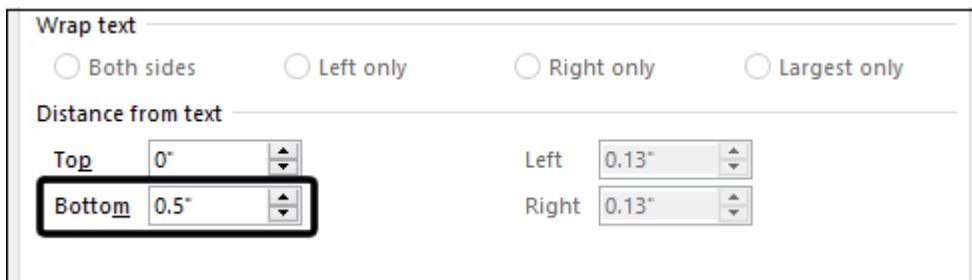 Wrap text
Both sides Left only Right only Largest only
Distance from text
Top 0" Left 0.13"
Bottom 0.5" Right 0.13"